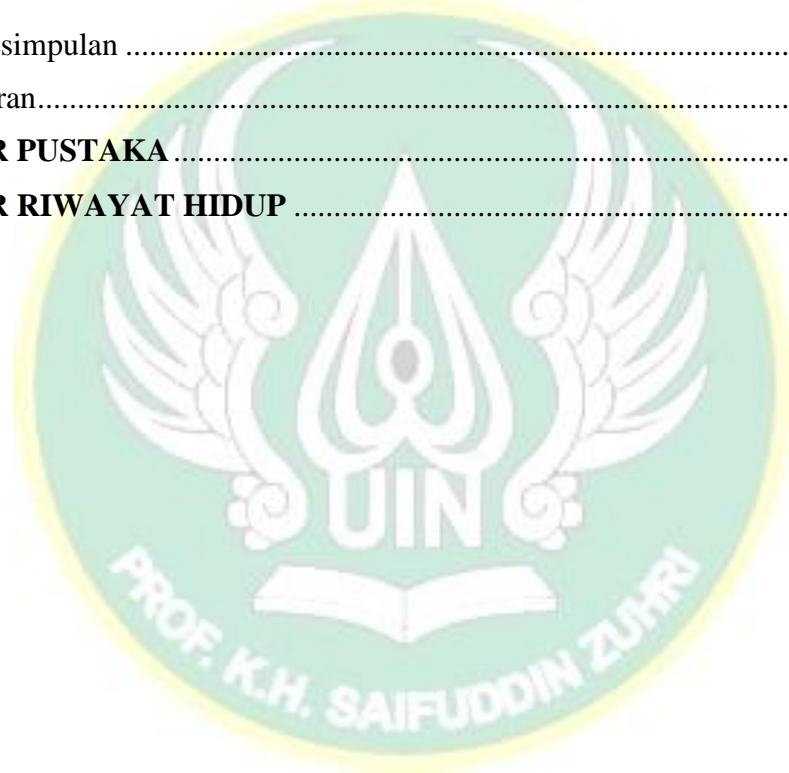 simpulan ....................................................................................
ran...............................................................................................
R PUSTAKA ..............................................................................
R RIWAYAT HIDUP ..............................................................
UIN
PROF. K.H. SAIFUDDIN ZUHRI